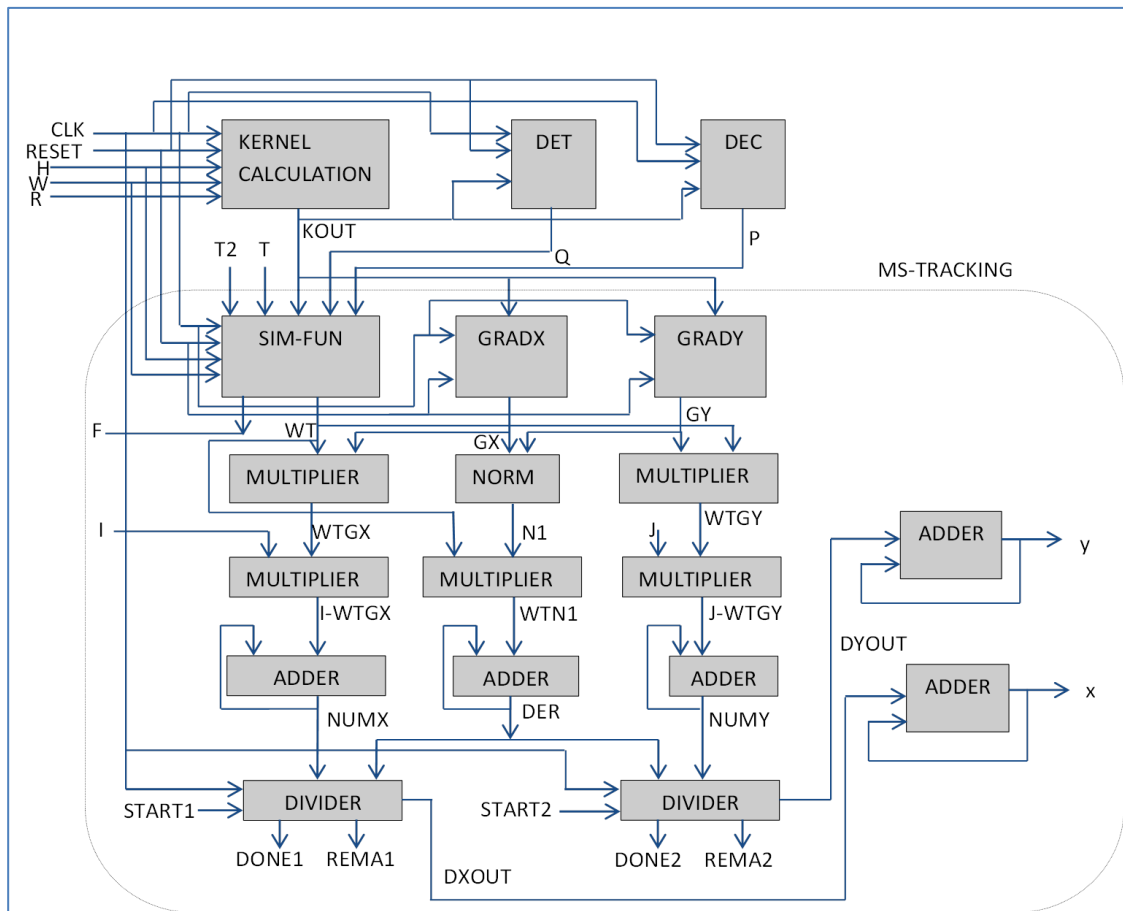 CLK
RESET
H
W
R
KERNEL
CALCULATION
DET
DEC
KOUT
T2
T
Q
P
MS-TRACKING
SIM-FUN
GRADX
GRADY
F
WT
GX
GY
MULTIPLIER
NORM
MULTIPLIER
I
WTGX
N1
J
WTGY
ADDER
y
MULTIPLIER
MULTIPLIER
MULTIPLIER
I-WTGX
WTN1
J-WTGY
DYOUT
ADDER
ADDER
ADDER
ADDER
x
NUMX
DER
NUMY
START1
DIVIDER
START2
DIVIDER
DONE1
REMA1
DXOUT
DONE2
REMA2